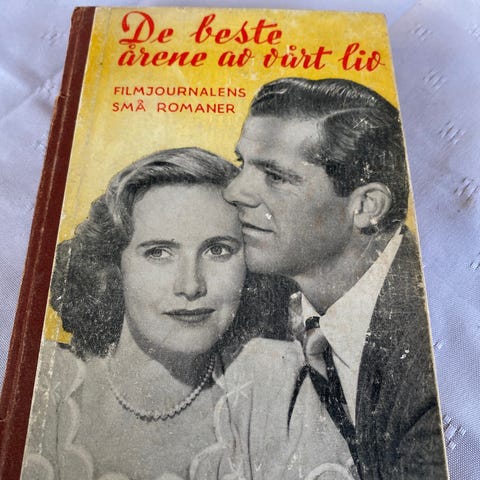 De beste
årene av vårt liv
FILMJOURNALENS
SMÅ ROMANER